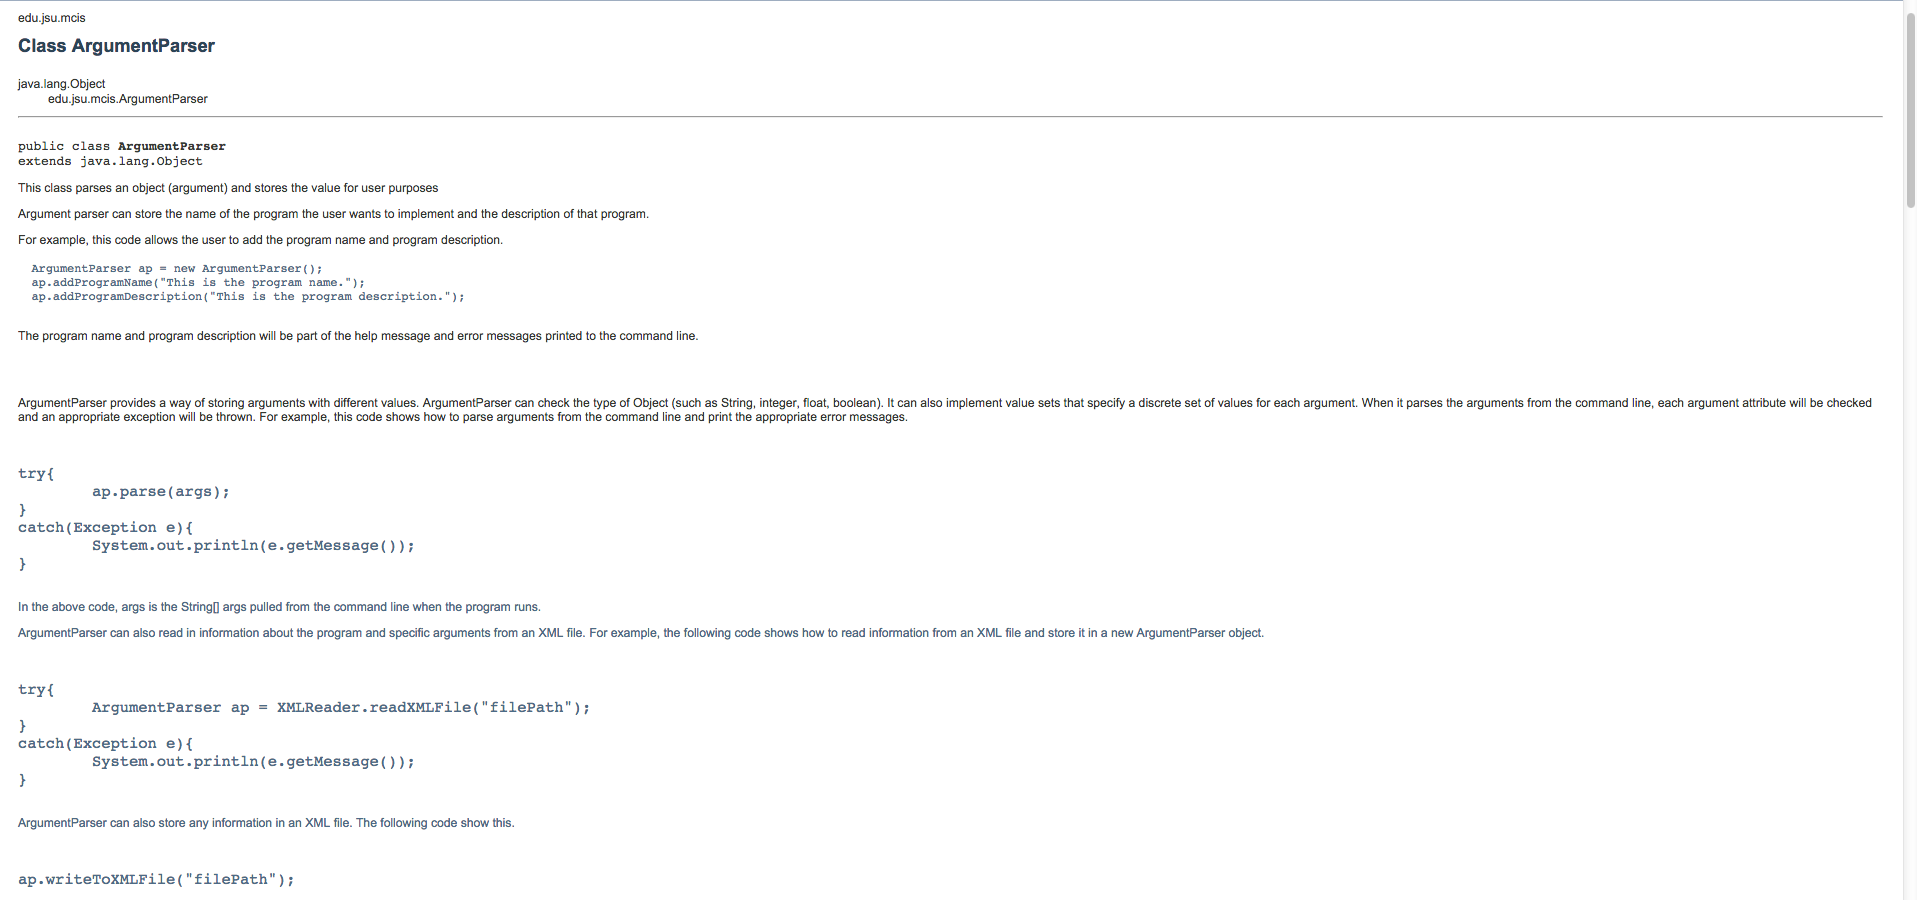 edu.jsu.mcis
Class ArgumentParser
java.lang.Object
edu.jsu.mcis.ArgumentParser
public class ArgumentParser
extends java.lang.Object
This class parses an object (argument) and stores the value for user purposes
Argument parser can store the name of the program the user wants to implement and the description of that program.
For example, this code allows the user to add the program name and program description.
ArgumentParser ap = new ArgumentParser();
ap.addProgramName("This is the program name.");
ap.addProgramDescription("This is the program description.");
The program name and program description will be part of the help message and error messages printed to the command line.
ArgumentParser provides a way of storing arguments with different values. ArgumentParser can check the type of Object (such as String, integer, float, boolean). It can also implement value sets that specify a discrete set of values for each argument. When it parses the arguments from the command line, each argument attribute will be checked
and an appropriate exception will be thrown. For example, this code shows how to parse arguments from the command line and print the appropriate error messages.
try{
        ap.parse(args);
}
catch(Exception e){
        System.out.println(e.getMessage());
}
In the above code, args is the String[] args pulled from the command line when the program runs.
ArgumentParser can also read in information about the program and specific arguments from an XML file. For example, the following code shows how to read information from an XML file and store it in a new ArgumentParser object.
try{
        ArgumentParser ap = XMLReader.readXMLFile("filePath");
}
catch(Exception e){
        System.out.println(e.getMessage());
}
ArgumentParser can also store any information in an XML file. The following code show this.
ap.writeToXMLFile("filePath");